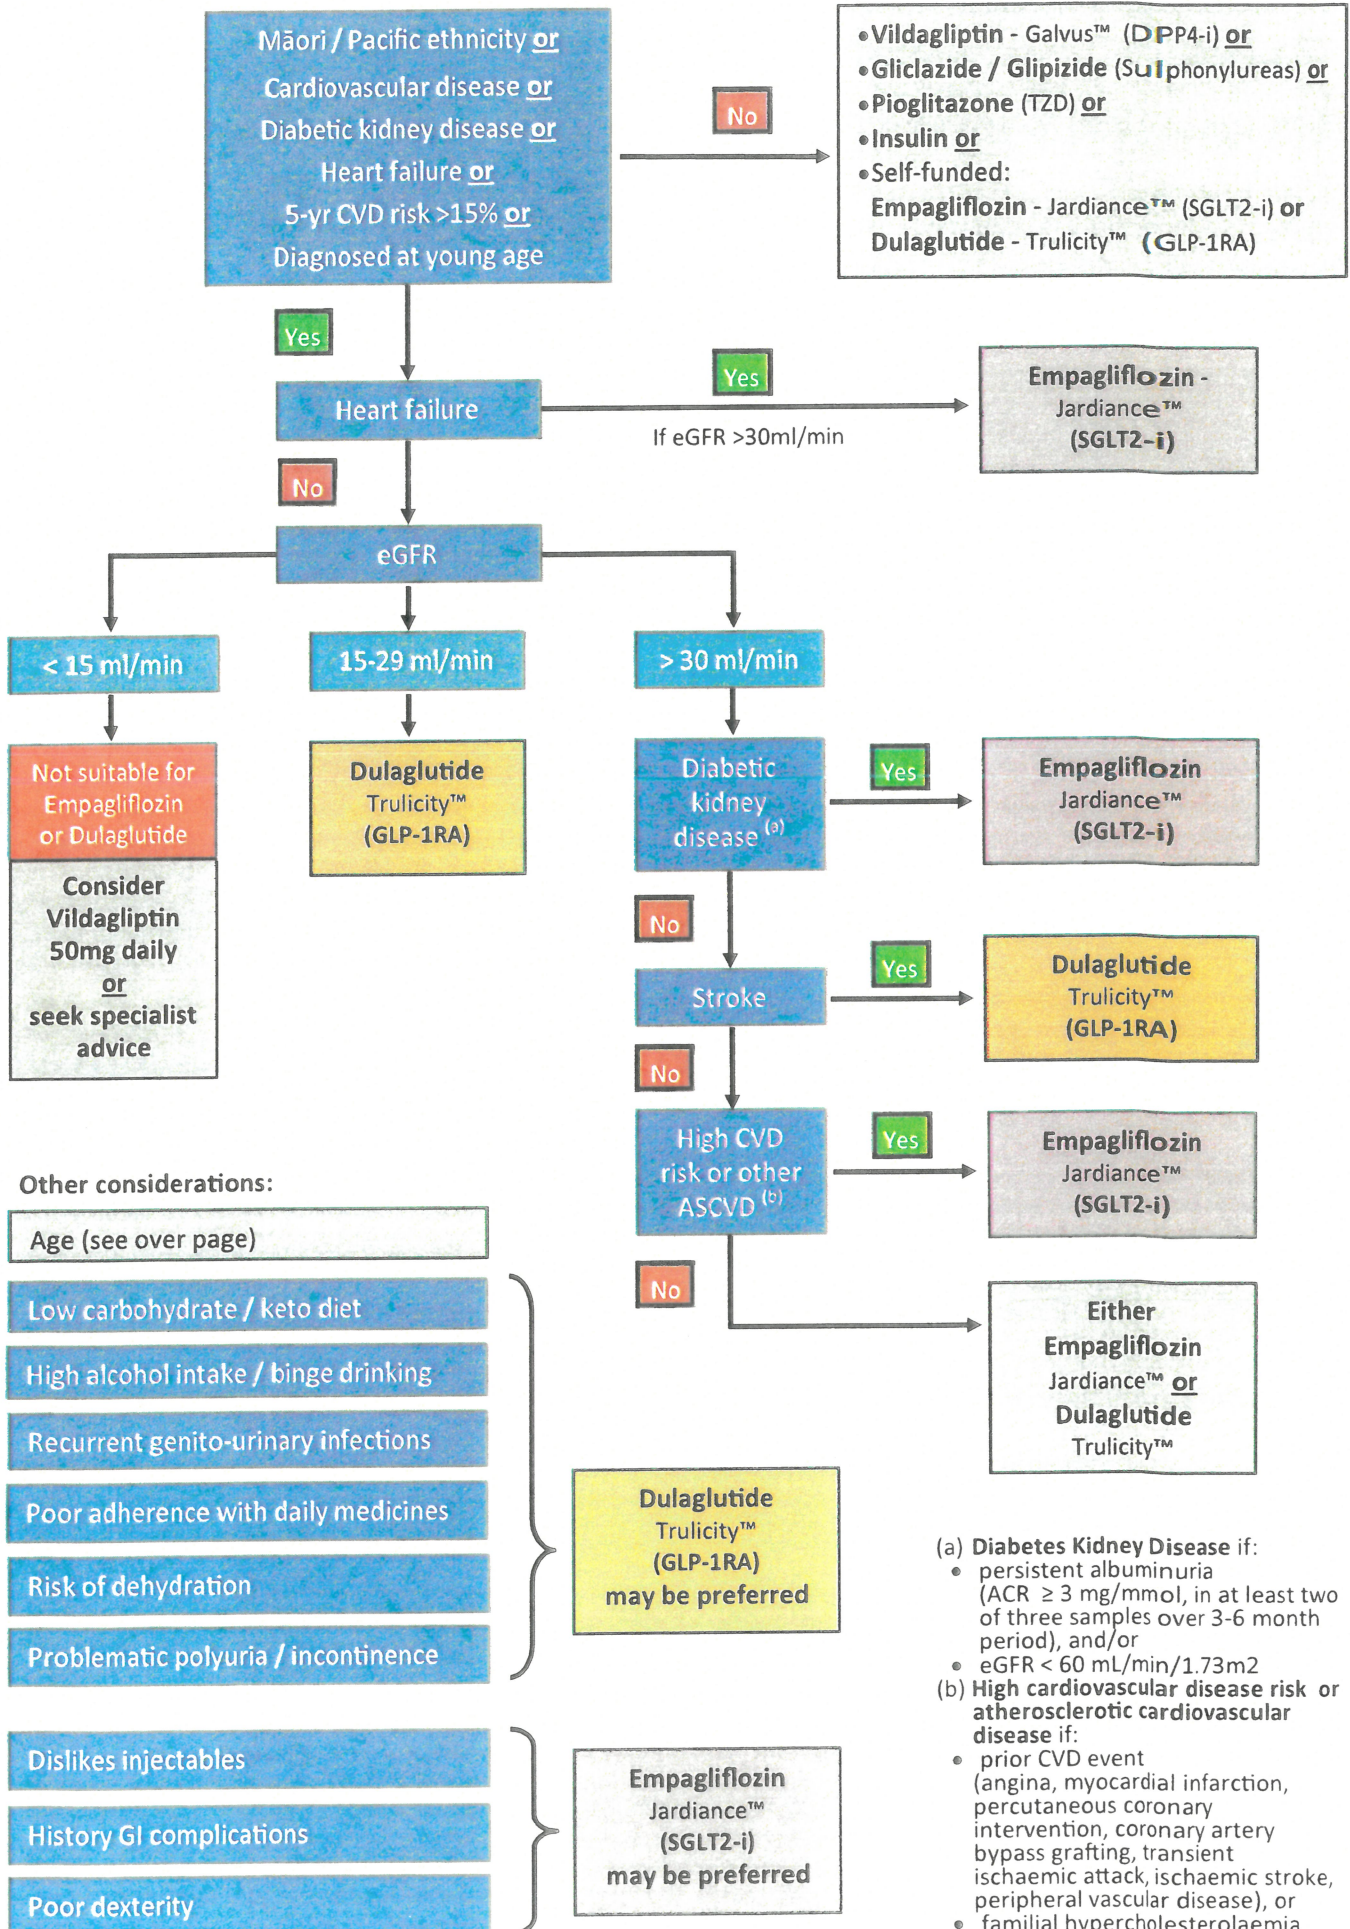 Māori / Pacific ethnicity or
Cardiovascular disease or
Diabetic kidney disease or
Heart failure or
5-yr CVD risk >15% or
Diagnosed at young age
No
•Vildagliptin - Galvus™ (DPP4-i) or
•Gliclazide / Glipizide (Sulphonylureas) or
•Pioglitazone (TZD) or
•Insulin or
•Self-funded:
Empagliflozin - Jardiance™ (SGLT2-i) or
Dulaglutide - Trulicity™ (GLP-1RA)
Yes
Heart failure
Yes
If eGFR >30ml/min
Empagliflozin -
Jardiance™
(SGLT2-i)
No
eGFR
< 15 ml/min
15-29 ml/min
> 30 ml/min
Not suitable for
Empagliflozin
or Dulaglutide
Consider
Vildagliptin
50mg daily
or
seek specialist
advice
Dulaglutide
Trulicity™
(GLP-1RA)
Diabetic
kidney
disease (a)
Yes
Empagliflozin
Jardiance™
(SGLT2-i)
No
Stroke
Yes
Dulaglutide
Trulicity™
(GLP-1RA)
No
High CVD
risk or other
ASCVD (b)
Yes
Empagliflozin
Jardiance™
(SGLT2-i)
No
Either
Empagliflozin
Jardiance™ or
Dulaglutide
Trulicity™
Other considerations:
Age (see over page)
Low carbohydrate / keto diet
High alcohol intake / binge drinking
Recurrent genito-urinary infections
Poor adherence with daily medicines
Risk of dehydration
Problematic polyuria / incontinence
Dulaglutide
Trulicity™
(GLP-1RA)
may be preferred
Dislikes injectables
History GI complications
Poor dexterity
Empagliflozin
Jardiance™
(SGLT2-i)
may be preferred
(a) Diabetes Kidney Disease if:
• persistent albuminuria
(ACR ≥ 3 mg/mmol, in at least two
of three samples over 3-6 month
period), and/or
• eGFR < 60 mL/min/1.73m2
(b) High cardiovascular disease risk or
atherosclerotic cardiovascular
disease if:
• prior CVD event
(angina, myocardial infarction,
percutaneous coronary
intervention, coronary artery
bypass grafting, transient
ischaemic attack, ischaemic stroke,
peripheral vascular disease), or
• familial hypercholesterolaemia